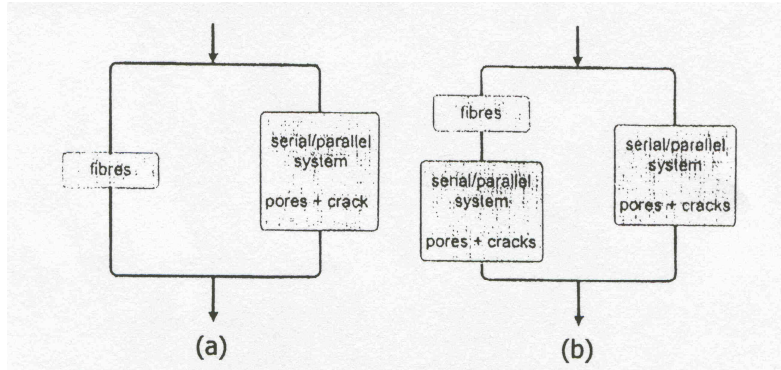 fibres
serial/parallel
system
pores + crack
(a)
fibres
serial/parallel
system
pores + cracks
serial/parallel
system
pores + cracks
(b)